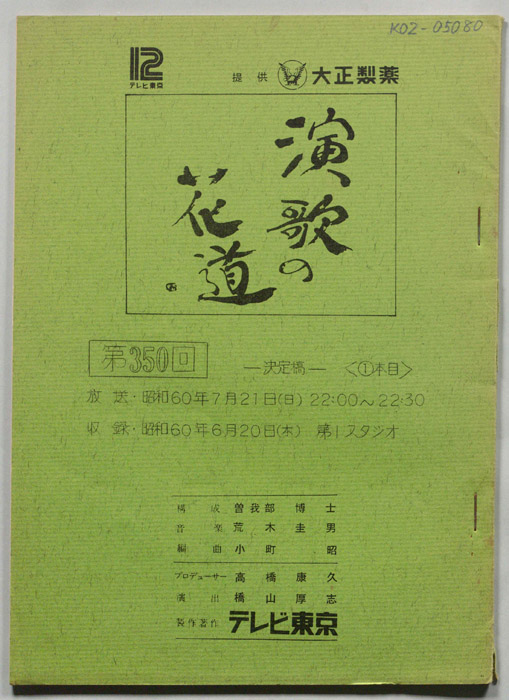 K02-05080
12
テレビ東京
提供 大正製薬
演歌の
花道
第350回
―決定稿― <①本目>
放送・昭和60年7月21日(日) 22:00〜22:30
収録・昭和60年6月20日(木) 第1スタジオ
構成 曽我部博士
音楽 荒木圭男
編曲 小町昭
プロデューサー 高橋康久
演出 橋山厚志
製作著作 テレビ東京